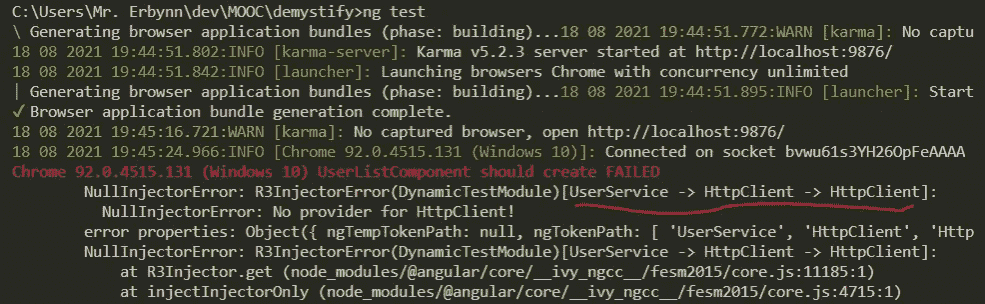 C:\Users\Mr. Erbynn\dev\MOOC\demystify>ng test
\ Generating browser application bundles (phase: building)...18 08 2021 19:44:51.772:WARN [karma]: No captu
18 08 2021 19:44:51.802:INFO [karma-server]: Karma v5.2.3 server started at http://localhost:9876/
18 08 2021 19:44:51.842:INFO [launcher]: Launching browsers Chrome with concurrency unlimited
| Generating browser application bundles (phase: building)...18 08 2021 19:44:51.895:INFO [launcher]: Start
√ Browser application bundle generation complete.
18 08 2021 19:45:16.721:WARN [karma]: No captured browser, open http://localhost:9876/
18 08 2021 19:45:24.966:INFO [Chrome 92.0.4515.131 (Windows 10)]: Connected on socket bvwu61s3YH26OpFeAAAA
Chrome 92.0.4515.131 (Windows 10) UserListComponent should create FAILED
NullInjectorError: R3InjectorError(DynamicTestModule)[UserService -> HttpClient -> HttpClient]:
NullInjectorError: No provider for HttpClient!
error properties: Object({ ngTempTokenPath: null, ngTokenPath: [ 'UserService', 'HttpClient', 'Http
NullInjectorError: R3InjectorError(DynamicTestModule)[UserService -> HttpClient -> HttpClient]:
at R3Injector.get (node_modules/@angular/core/__ivy_ngcc__/fesm2015/core.js:11185:1)
at injectInjectorOnly (node_modules/@angular/core/__ivy_ngcc__/fesm2015/core.js:4715:1)